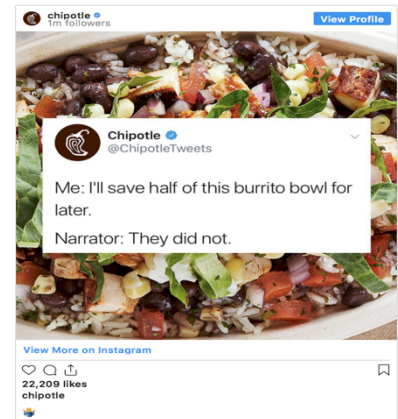 chipotle
1m followers
View Profile
Chipotle
@ChipotleTweets
Me: I'll save half of this burrito bowl for
later.
Narrator: They did not.
View More on Instagram
22,209 likes
chipotle